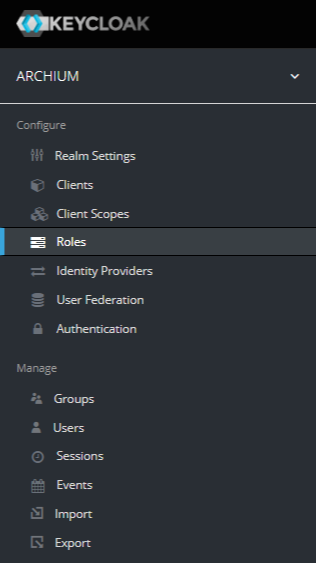 KEYCLOAK
ARCHIUM
Configure
Realm Settings
Clients
Client Scopes
Roles
Identity Providers
User Federation
Authentication
Manage
Groups
Users
Sessions
Events
Import
Export